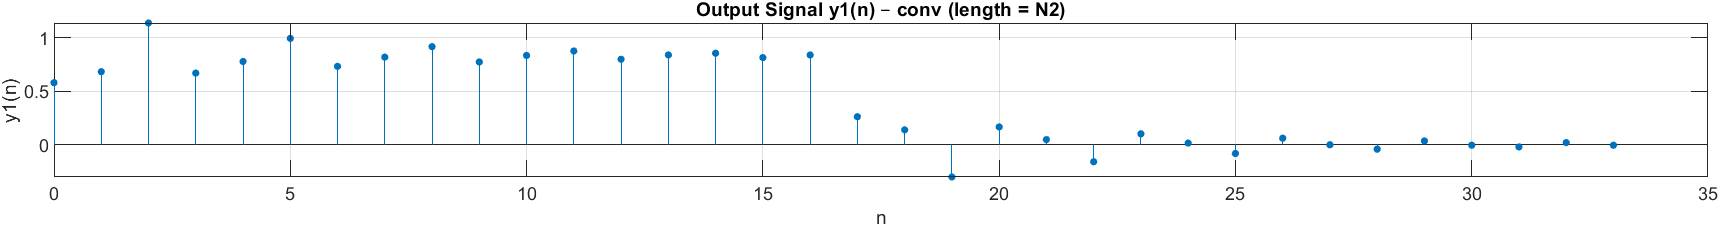 Output Signal y1(n) – conv (length = N2)
1
0.5
0
y1(n)
0 5 10 15 20 25 30 35
n